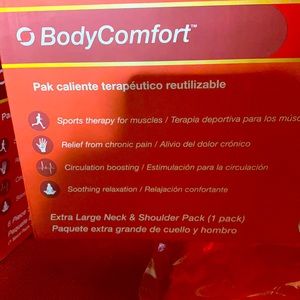 BodyComfort™
Pak caliente terapéutico reutilizable
Sports therapy for muscles / Terapia deportiva para los
Relief from chronic pain / Alivio del dolor crónico
Circulation boosting / Estimulación para la circulación
Soothing relaxation / Relajación confortante
Extra Large Neck & Shoulder Pack (1 pack)
Paquete extra grande de cuello y hombro